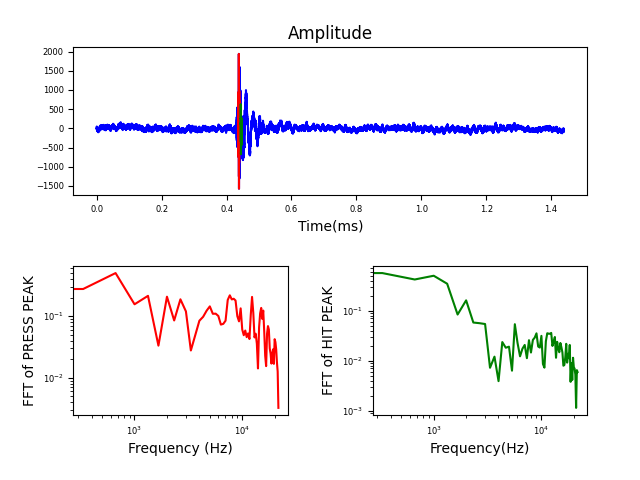 Amplitude
2000
1500
1000
500
0
−500
−1000
−1500
0.0 0.2 0.4 0.6 0.8 1.0 1.2 1.4
Time(ms)
FFT of PRESS PEAK
10⁻¹
10⁻²
10³ 10⁴
Frequency (Hz)
FFT of HIT PEAK
10⁻¹
10⁻²
10⁻³
10³ 10⁴
Frequency(Hz)